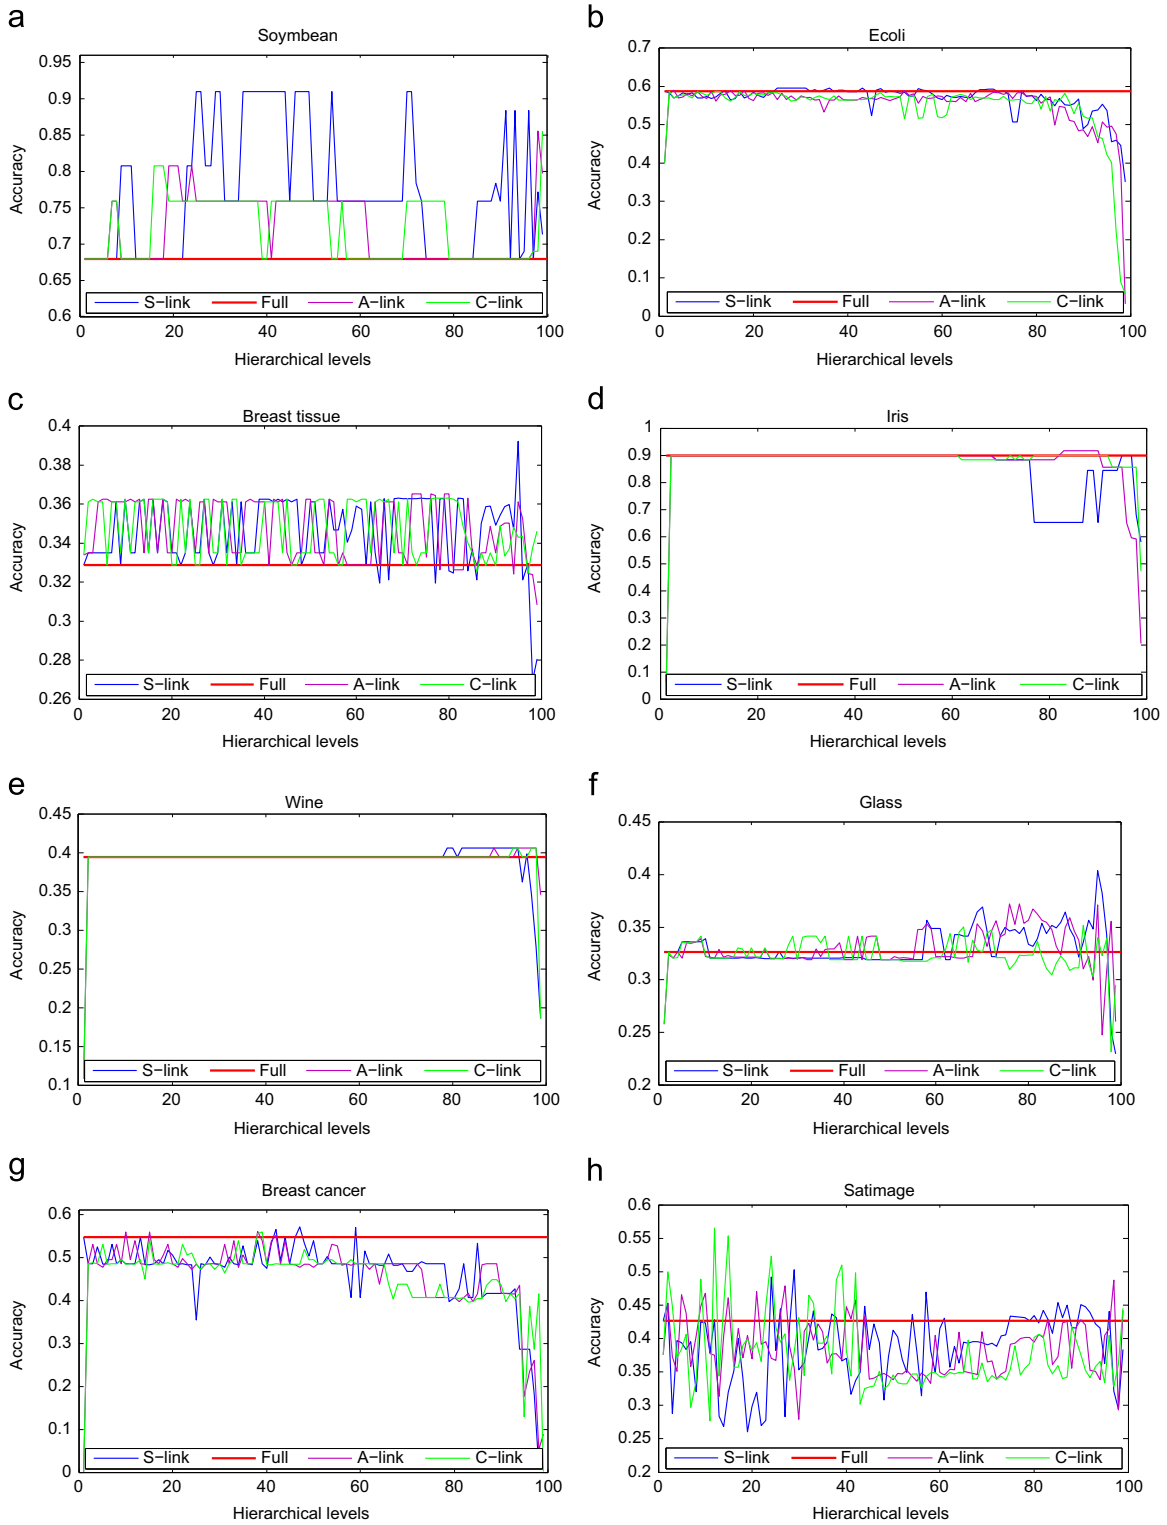 a
Soymbean
0.95
0.9
0.85
0.8
0.75
0.7
0.65
0.6
Accuracy
S−link Full A−link C−link
0 20 40 60 80 100
Hierarchical levels
b
Ecoli
0.7
0.6
0.5
0.4
0.3
0.2
0.1
0
Accuracy
S−link Full A−link C−link
0 20 40 60 80 100
Hierarchical levels
c
Breast tissue
0.4
0.38
0.36
0.34
0.32
0.3
0.28
0.26
Accuracy
S−link Full A−link C−link
0 20 40 60 80 100
Hierarchical levels
d
Iris
1
0.9
0.8
0.7
0.6
0.5
0.4
0.3
0.2
0.1
0
Accuracy
S−link Full A−link C−link
0 20 40 60 80 100
Hierarchical levels
e
Wine
0.45
0.4
0.35
0.3
0.25
0.2
0.15
0.1
Accuracy
S−link Full A−link C−link
0 20 40 60 80 100
Hierarchical levels
f
Glass
0.45
0.4
0.35
0.3
0.25
0.2
Accuracy
S−link Full A−link C−link
0 20 40 60 80 100
Hierarchical levels
g
Breast cancer
0.6
0.5
0.4
0.3
0.2
0.1
0
Accuracy
S−link Full A−link C−link
0 20 40 60 80 100
Hierarchical levels
h
Satimage
0.6
0.55
0.5
0.45
0.4
0.35
0.3
0.25
0.2
Accuracy
S−link Full A−link C−link
0 20 40 60 80 100
Hierarchical levels